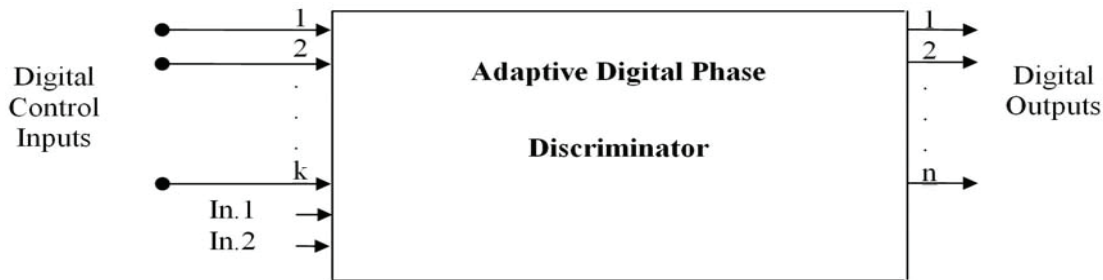 Digital
Control
Inputs
1
2
.
.
.
k
In.1
In.2
Adaptive Digital Phase
Discriminator
1
2
.
.
.
n
Digital
Outputs